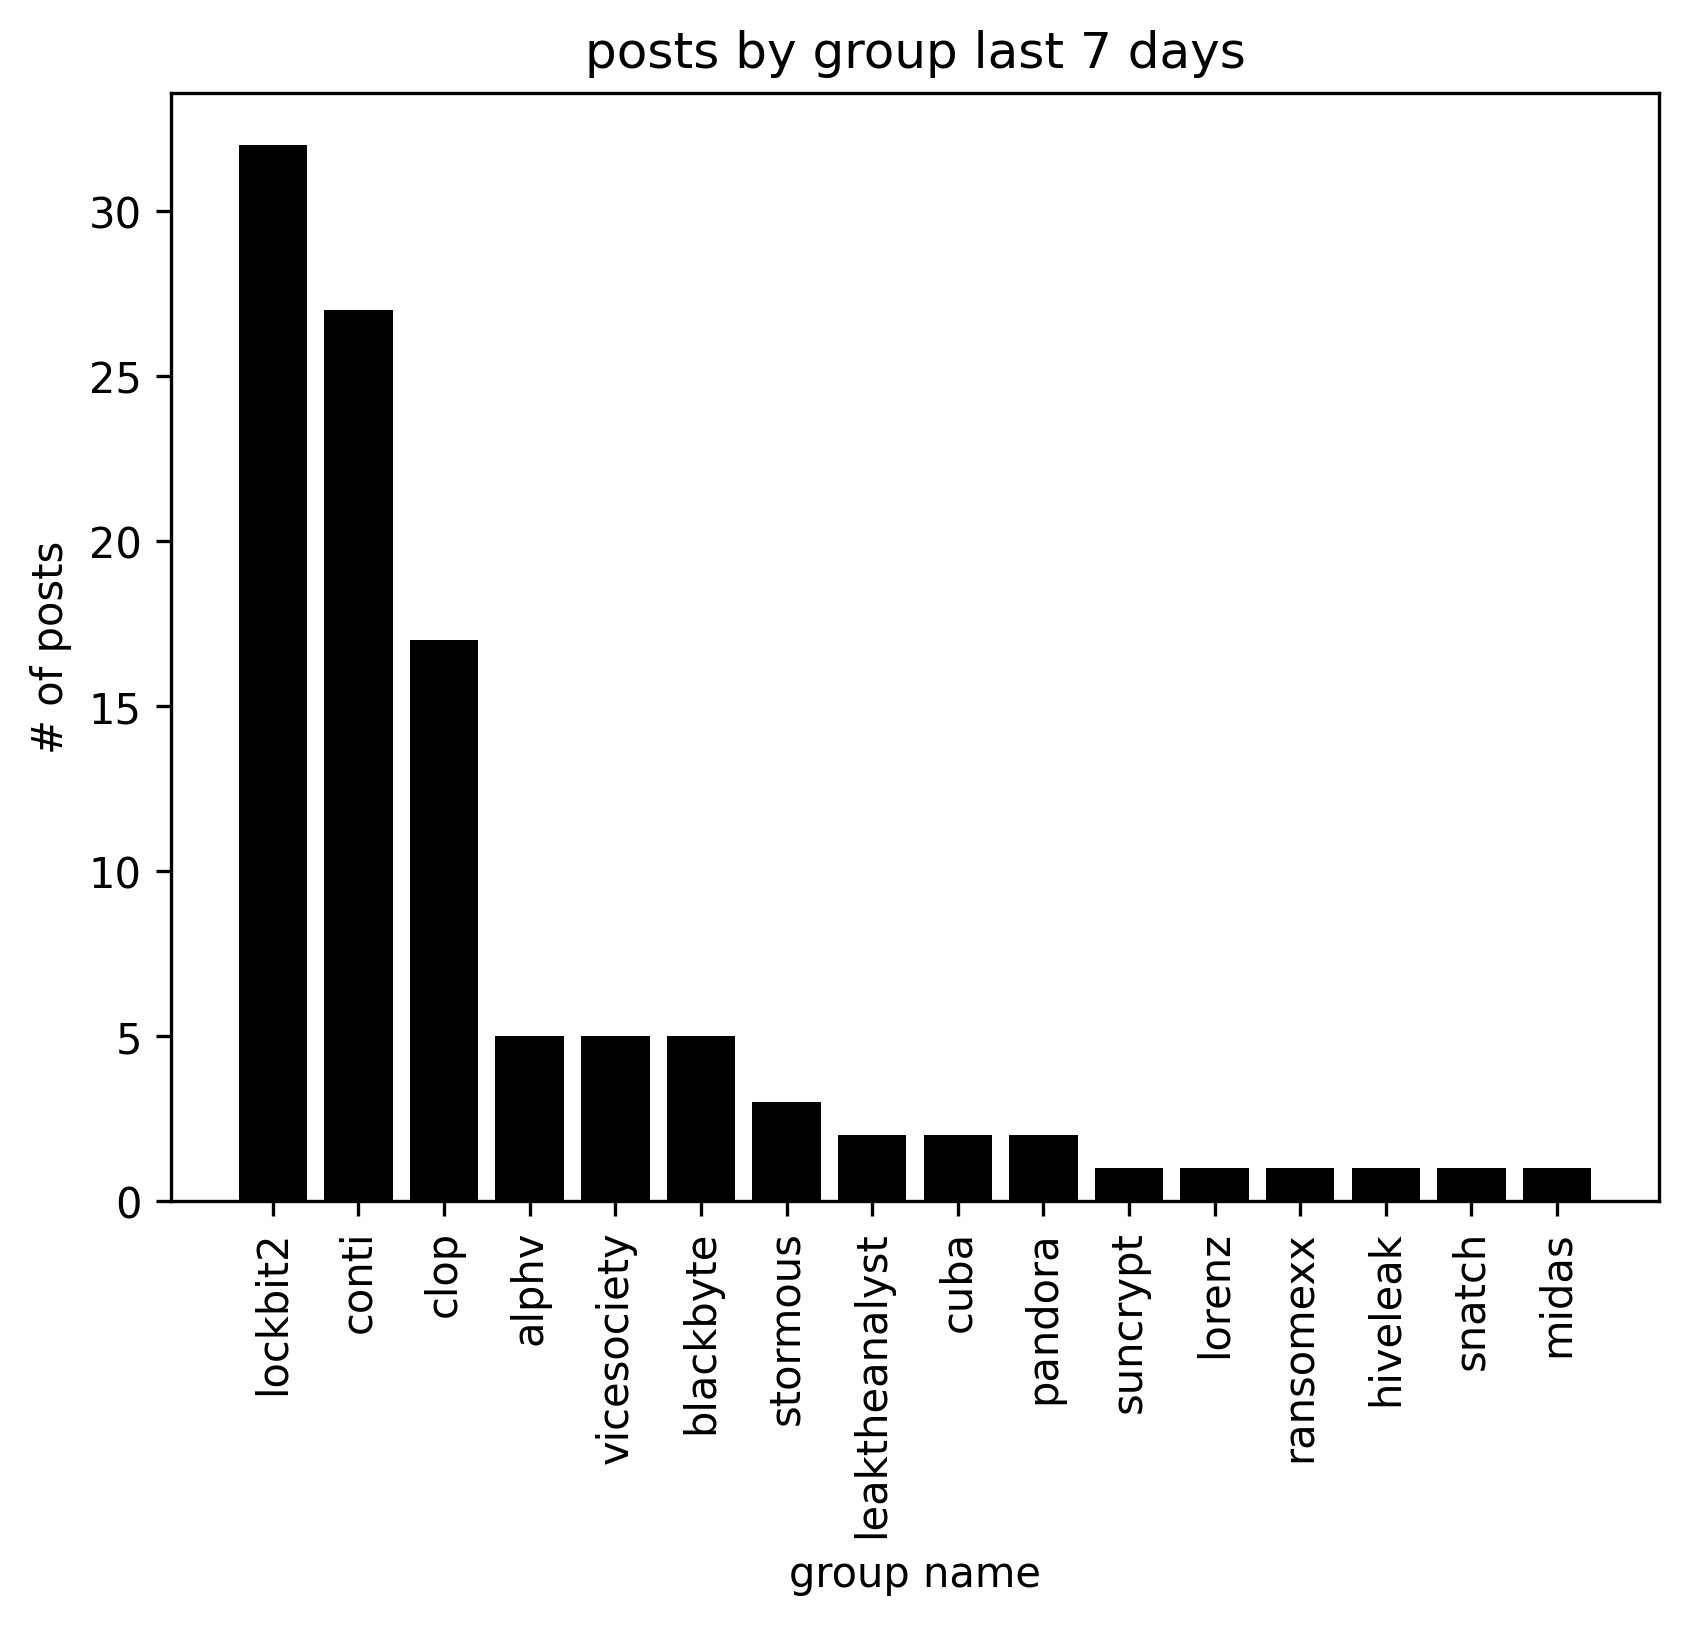 posts by group last 7 days
# of posts
30
25
20
15
10
5
0
lockbit2
conti
clop
alphv
vicesociety
blackbyte
stormous
leaktheanalyst
cuba
pandora
suncrypt
lorenz
ransomexx
hiveleak
snatch
midas
group name